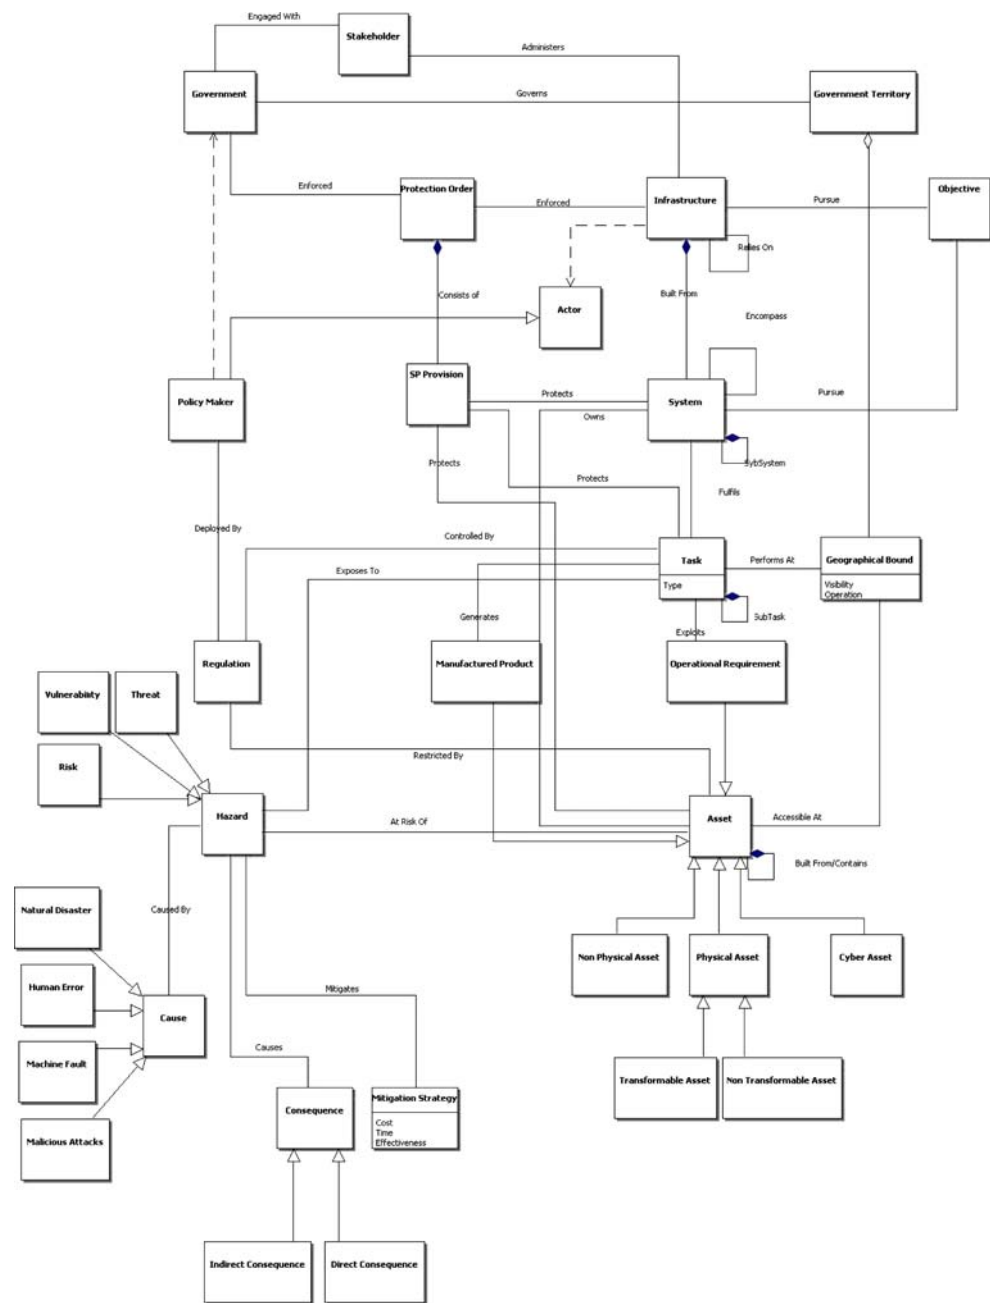 Engaged With
Stakeholder
Administers
Government
Governs
Government Territory
Enforced
Protection Order
Enforced
Infrastructure
Pursue
Objective
Relies On
Consists of
Built From
Actor
Encompass
SP Provision
Policy Maker
Protects
Owns
System
Pursue
Protects
SybSystem
Protects
Fulfils
Deployed By
Controlled By
Exposes To
Task
Type
Performs At
Geographical Bound
Visibility
Operation
Generates
SubTask
Exploits
Regulation
Manufactured Product
Operational Requirement
Vulnerability
Threat
Restricted By
Risk
Hazard
At Risk Of
Asset
Accessible At
Built From/Contains
Natural Disaster
Caused By
Non Physical Asset
Physical Asset
Cyber Asset
Human Error
Mitigates
Cause
Machine Fault
Causes
Transformable Asset
Non Transformable Asset
Consequence
Mitigation Strategy
Cost
Time
Effectiveness
Malicious Attacks
Indirect Consequence
Direct Consequence